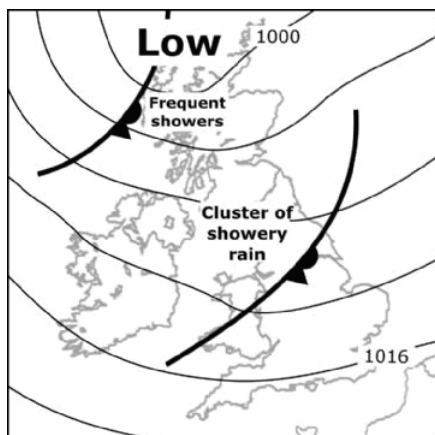 Low
1000
Frequent
showers
Cluster of
showery
rain
1016